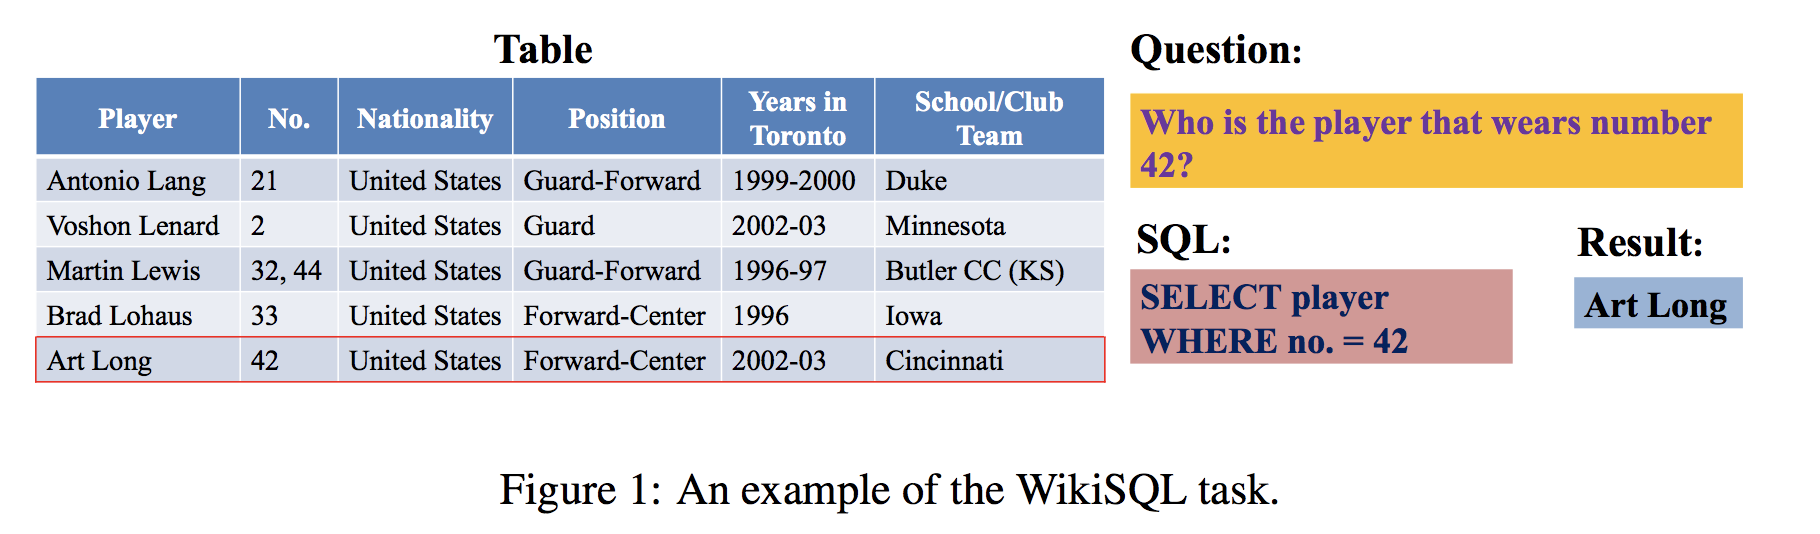 Table
Player No. Nationality Position Years in Toronto School/Club Team
Antonio Lang 21 United States Guard-Forward 1999-2000 Duke
Voshon Lenard 2 United States Guard 2002-03 Minnesota
Martin Lewis 32, 44 United States Guard-Forward 1996-97 Butler CC (KS)
Brad Lohaus 33 United States Forward-Center 1996 Iowa
Art Long 42 United States Forward-Center 2002-03 Cincinnati
Question:
Who is the player that wears number
42?
SQL:
SELECT player
WHERE no. = 42
Result:
Art Long
Figure 1: An example of the WikiSQL task.